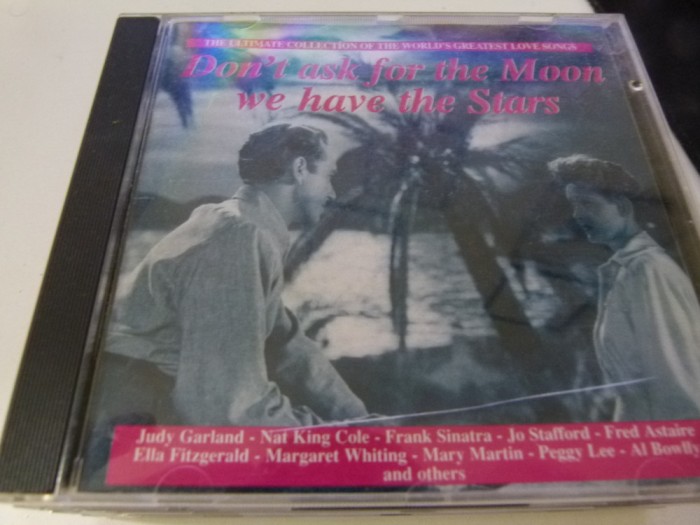 THE ULTIMATE COLLECTION OF THE WORLD'S GREATEST LOVE SONGS
Don't ask for the Moon
we have the Stars
Judy Garland - Nat King Cole - Frank Sinatra - Jo Stafford - Fred Astaire
Ella Fitzgerald - Margaret Whiting - Mary Martin - Peggy Lee - Al Bowlly
and others